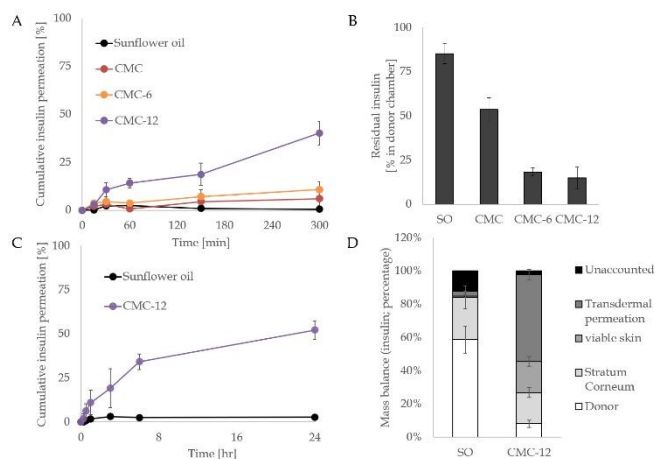 A
Cumulative insulin permeation [%]
100
75
50
25
0
Sunflower oil
CMC
CMC-6
CMC-12
0
60
120
180
240
300
Time [min]
B
Residual insulin
[% in donor chamber]
100
75
50
25
0
SO
CMC
CMC-6
CMC-12
C
Cumulative insulin permeation [%]
100
75
50
25
0
Sunflower oil
CMC-12
0
8
16
24
Time [hr]
D
Mass balance (insulin; percentage)
120%
100%
80%
60%
40%
20%
0%
SO
CMC-12
Unaccounted
Transdermal
permeation
viable skin
Stratum
Corneum
Donor